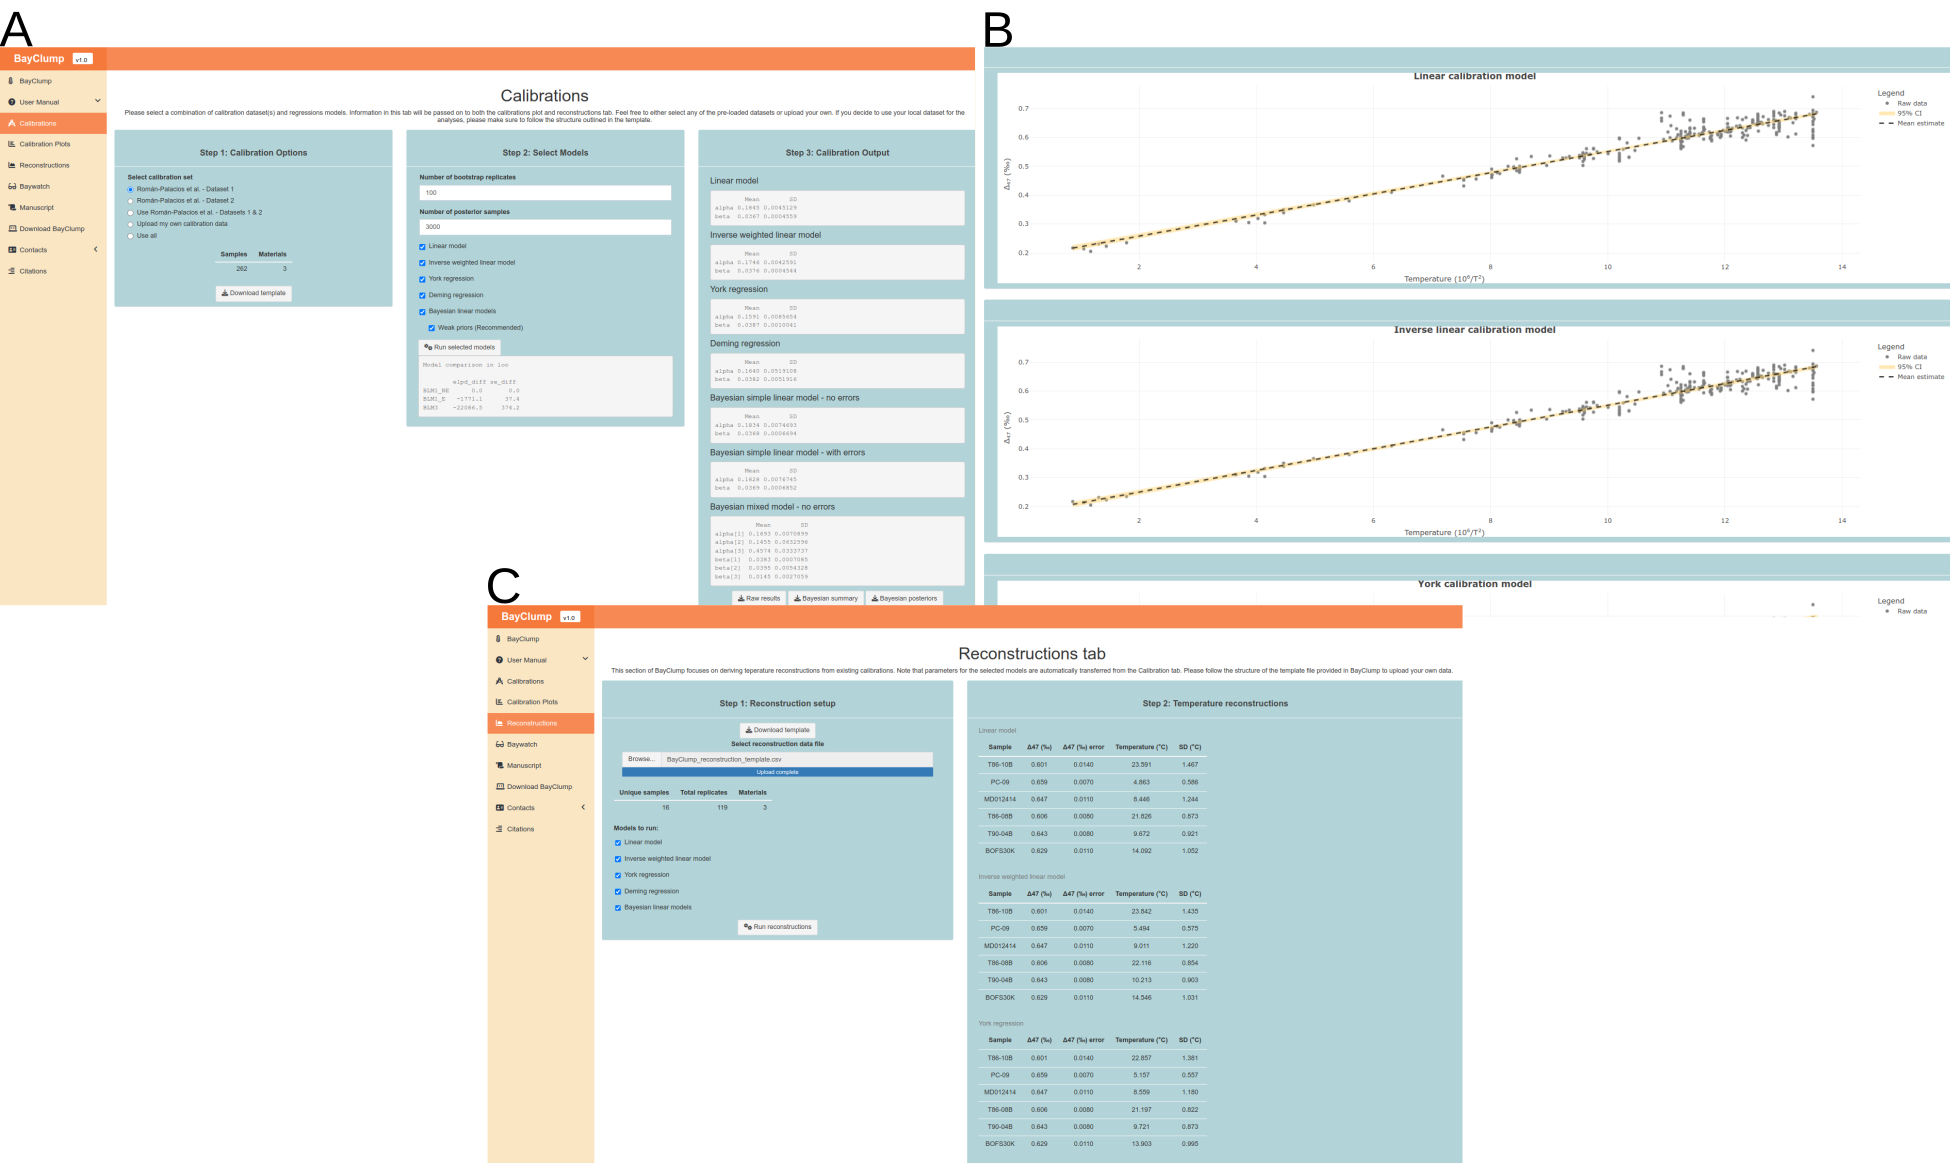 A
BayClump v1.0
BayClump
User Manual
Calibrations
Calibration Plots
Reconstructions
Baywatch
Manuscript
Download BayClump
Contacts
Citations
Calibrations
Please select a combination of calibration dataset(s) and regressions models. Information in this tab will be passed on to both the calibrations plot and reconstructions tab. Feel free to either select any of the pre-loaded datasets or upload your own. If you decide to use your local dataset for the
analyses, please make sure to follow the structure outlined in the template.
Step 1: Calibration Options
Select calibration set
Román-Palacios et al. - Dataset 1
Román-Palacios et al. - Dataset 2
Use Román-Palacios et al. - Datasets 1 & 2
Upload my own calibration data
Use all
Samples Materials
262 3
Download template
Step 2: Select Models
Number of bootstrap replicates
100
Number of posterior samples
3000
Linear model
Inverse weighted linear model
York regression
Deming regression
Bayesian linear models
Weak priors (Recommended)
Run selected models
Model comparison in loo
elpd_diff se_diff
BLM1_NE 0.0 0.0
BLM1_E -1771.1 37.4
BLM3 -22086.5 374.2
Step 3: Calibration Output
Linear model
Mean SD
alpha 0.1845 0.0045129
beta 0.0367 0.0004559
Inverse weighted linear model
Mean SD
alpha 0.1746 0.0042591
beta 0.0376 0.0004344
York regression
Mean SD
alpha 0.1591 0.0085654
beta 0.0387 0.0010041
Deming regression
Mean SD
alpha 0.1640 0.0519108
beta 0.0382 0.0051916
Bayesian simple linear model - no errors
Mean SD
alpha 0.1834 0.0074693
beta 0.0368 0.0006694
Bayesian simple linear model - with errors
Mean SD
alpha 0.1828 0.0076745
beta 0.0369 0.0006852
Bayesian mixed model - no errors
Mean SD
alpha[1] 0.1693 0.0070899
alpha[2] 0.1455 0.0632596
alpha[3] 0.4574 0.0333737
beta[1] 0.0383 0.0007085
beta[2] 0.0395 0.0054328
beta[3] 0.0145 0.0027059
Raw results Bayesian summary Bayesian posteriors
B
Linear calibration model
Legend
Raw data
95% CI
Mean estimate
0.7
0.6
0.5
0.4
0.3
0.2
Δ47 (‰)
2 4 6 8 10 12 14
Temperature (10⁶/T²)
Inverse linear calibration model
Legend
Raw data
95% CI
Mean estimate
0.7
0.6
0.5
0.4
0.3
0.2
Δ47 (‰)
2 4 6 8 10 12 14
Temperature (10⁶/T²)
York calibration model
Legend
Raw data
C
BayClump v1.0
BayClump
User Manual
Calibrations
Calibration Plots
Reconstructions
Baywatch
Manuscript
Download BayClump
Contacts
Citations
Reconstructions tab
This section of BayClump focuses on deriving teperature reconstructions from existing calibrations. Note that parameters for the selected models are automatically transferred from the Calibration tab. Please follow the structure of the template file provided in BayClump to upload your own data.
Step 1: Reconstruction setup
Download template
Select reconstruction data file
Browse... BayClump_reconstruction_template.csv
Upload complete
Unique samples Total replicates Materials
16 119 3
Models to run:
Linear model
Inverse weighted linear model
York regression
Deming regression
Bayesian linear models
Run reconstructions
Step 2: Temperature reconstructions
Linear model
Sample Δ47 (‰) Δ47 (‰) error Temperature (°C) SD (°C)
T86-10B 0.601 0.0140 23.591 1.467
PC-09 0.659 0.0070 4.863 0.586
MD012414 0.647 0.0110 8.446 1.244
T86-08B 0.606 0.0080 21.826 0.873
T90-04B 0.643 0.0080 9.672 0.921
BOFS30K 0.629 0.0110 14.092 1.052
Inverse weighted linear model
Sample Δ47 (‰) Δ47 (‰) error Temperature (°C) SD (°C)
T86-10B 0.601 0.0140 23.842 1.435
PC-09 0.659 0.0070 5.494 0.575
MD012414 0.647 0.0110 9.011 1.220
T86-08B 0.606 0.0080 22.116 0.854
T90-04B 0.643 0.0080 10.213 0.903
BOFS30K 0.629 0.0110 14.546 1.031
York regression
Sample Δ47 (‰) Δ47 (‰) error Temperature (°C) SD (°C)
T86-10B 0.601 0.0140 22.857 1.381
PC-09 0.659 0.0070 5.157 0.557
MD012414 0.647 0.0110 8.559 1.180
T86-08B 0.606 0.0080 21.197 0.822
T90-04B 0.643 0.0080 9.721 0.873
BOFS30K 0.629 0.0110 13.903 0.995